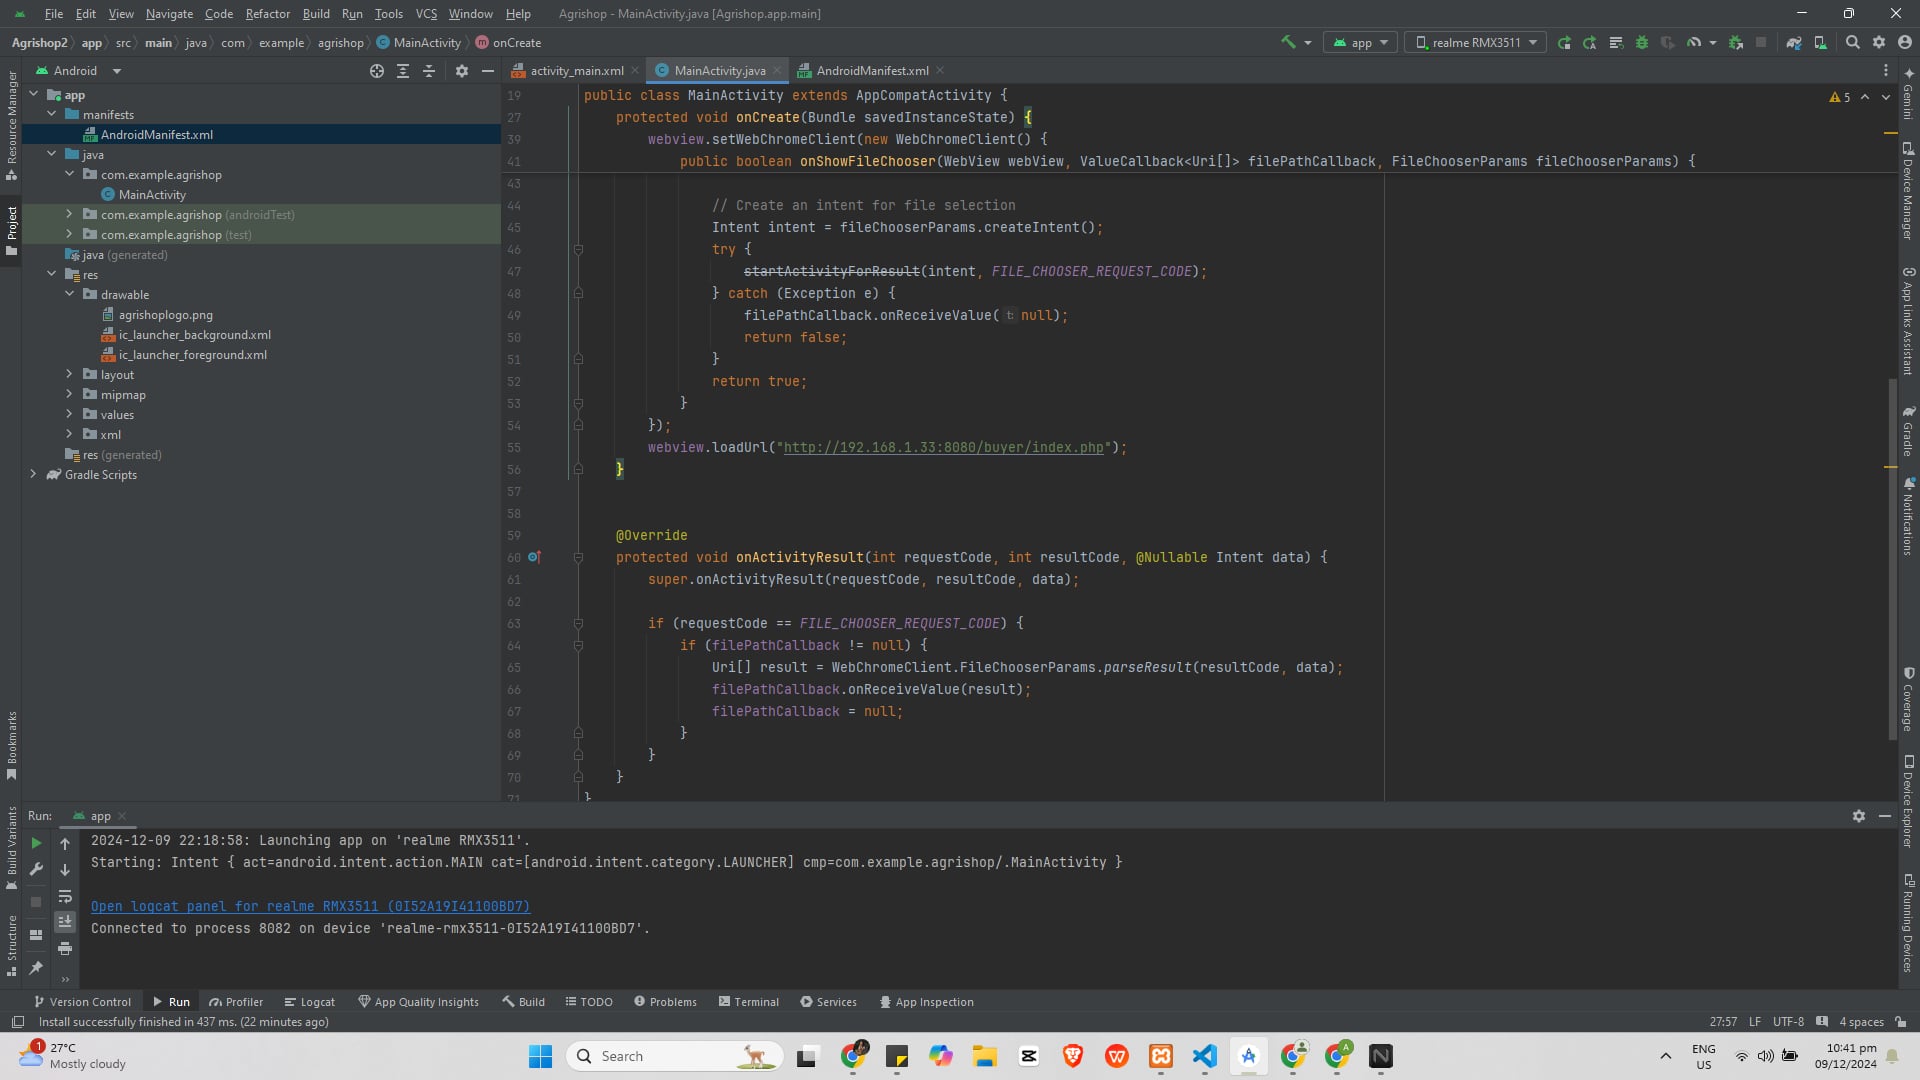 File Edit View Navigate Code Refactor Build Run Tools VCS Window Help Agrishop - MainActivity.java [Agrishop.app.main]
Agrishop2 app src main java com example agrishop MainActivity onCreate app realme RMX3511
Android
activity_main.xml MainActivity.java AndroidManifest.xml
Resource Manager
Project
Bookmarks
Build Variants
Structure
app
manifests
AndroidManifest.xml
java
com.example.agrishop
MainActivity
com.example.agrishop (androidTest)
com.example.agrishop (test)
java (generated)
res
drawable
agrishoplogo.png
ic_launcher_background.xml
ic_launcher_foreground.xml
layout
mipmap
values
xml
res (generated)
Gradle Scripts
5
19 public class MainActivity extends AppCompatActivity {
27 protected void onCreate(Bundle savedInstanceState) {
39 webview.setWebChromeClient(new WebChromeClient() {
41 public boolean onShowFileChooser(WebView webView, ValueCallback<Uri[]> filePathCallback, FileChooserParams fileChooserParams) {
43
44 // Create an intent for file selection
45 Intent intent = fileChooserParams.createIntent();
46 try {
47 startActivityForResult(intent, FILE_CHOOSER_REQUEST_CODE);
48 } catch (Exception e) {
49 filePathCallback.onReceiveValue( t: null);
50 return false;
51 }
52 return true;
53 }
54 });
55 webview.loadUrl("http://192.168.1.33:8080/buyer/index.php");
56 }
57
58
59 @Override
60 protected void onActivityResult(int requestCode, int resultCode, @Nullable Intent data) {
61 super.onActivityResult(requestCode, resultCode, data);
62
63 if (requestCode == FILE_CHOOSER_REQUEST_CODE) {
64 if (filePathCallback != null) {
65 Uri[] result = WebChromeClient.FileChooserParams.parseResult(resultCode, data);
66 filePathCallback.onReceiveValue(result);
67 filePathCallback = null;
68 }
69 }
70 }
71 }
Gemini
Device Manager
App Links Assistant
Gradle
Notifications
Coverage
Device Explorer
Running Devices
Run: app
2024-12-09 22:18:58: Launching app on 'realme RMX3511'.
Starting: Intent { act=android.intent.action.MAIN cat=[android.intent.category.LAUNCHER] cmp=com.example.agrishop/.MainActivity }
Open logcat panel for realme RMX3511 (0I52A19I41100BD7)
Connected to process 8082 on device 'realme-rmx3511-0I52A19I41100BD7'.
Version Control Run Profiler Logcat App Quality Insights Build TODO Problems Terminal Services App Inspection
Install successfully finished in 437 ms. (22 minutes ago) 27:57 LF UTF-8 4 spaces
1 27°C
Mostly cloudy
Search
ENG
US
10:41 pm
09/12/2024